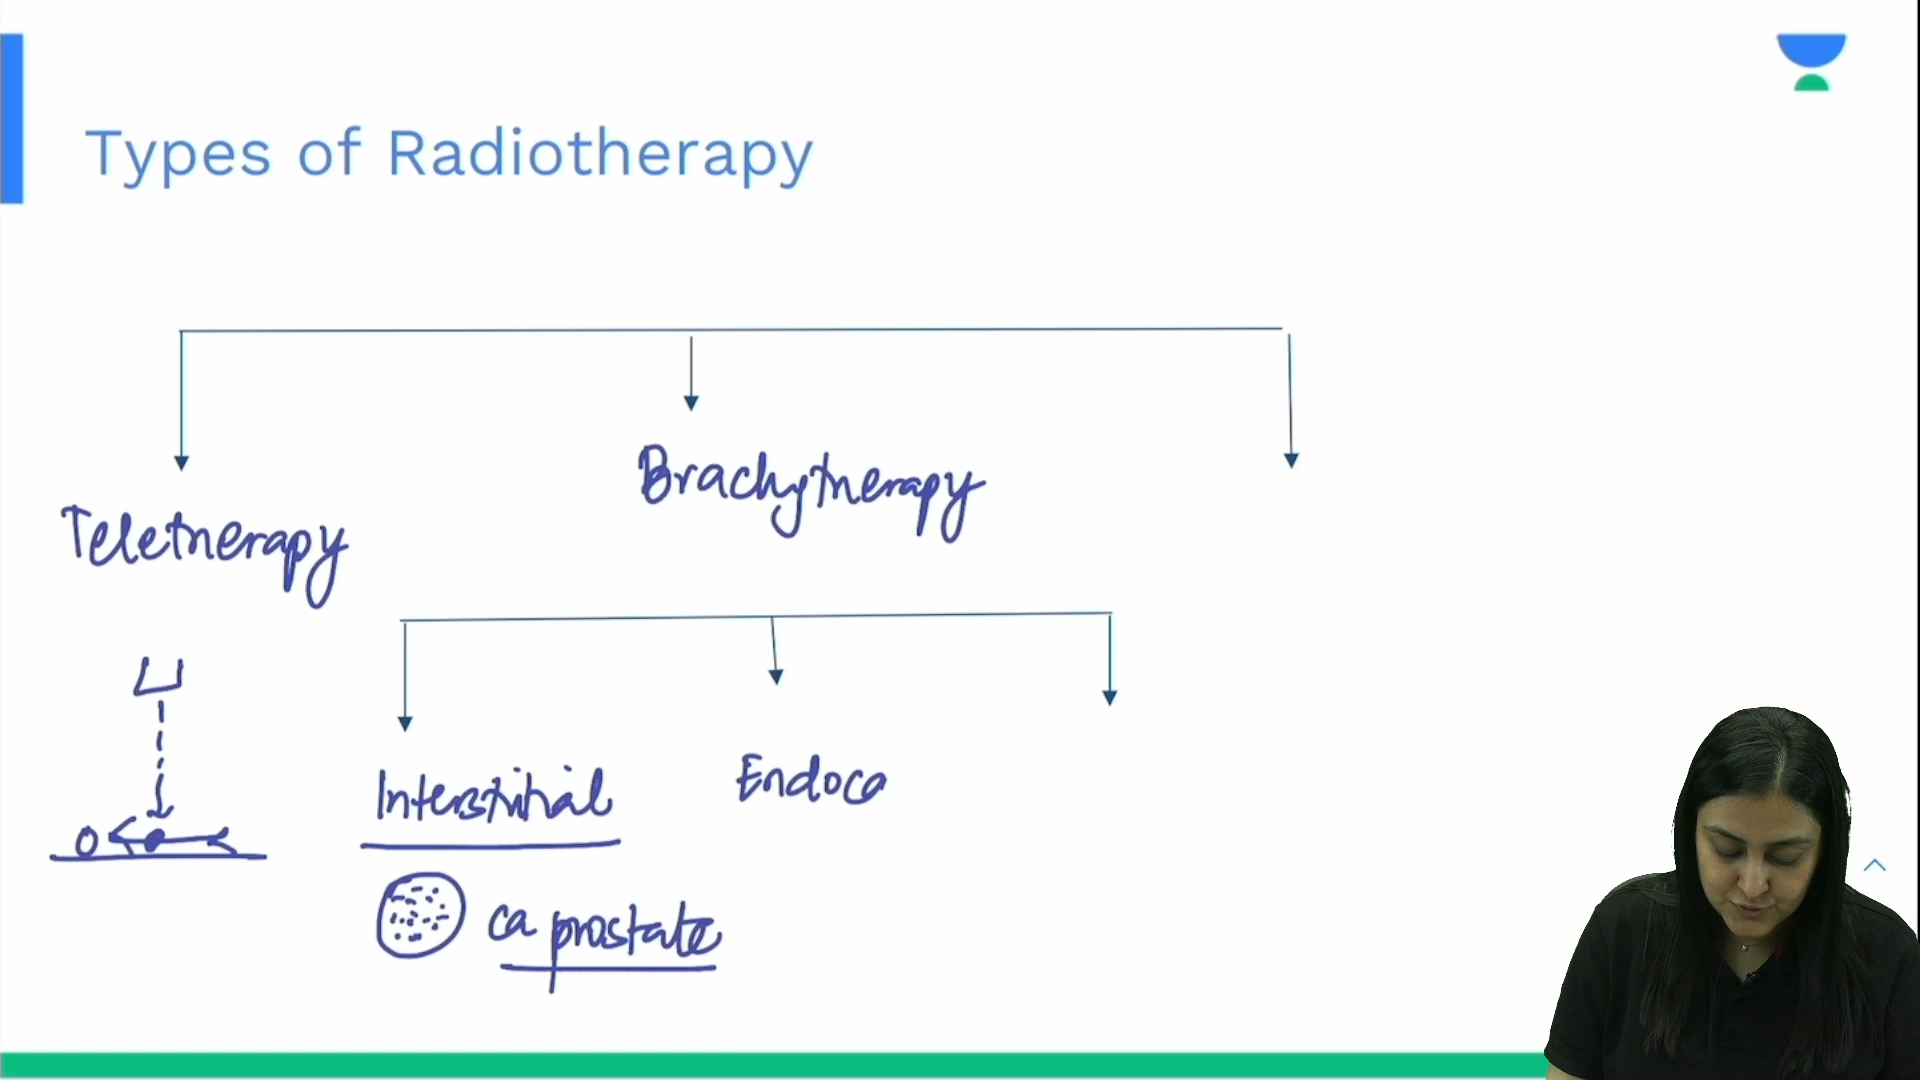 Types of Radiotherapy
Brachytherapy
Teletherapy
Interstitial
Endoca
ca prostate